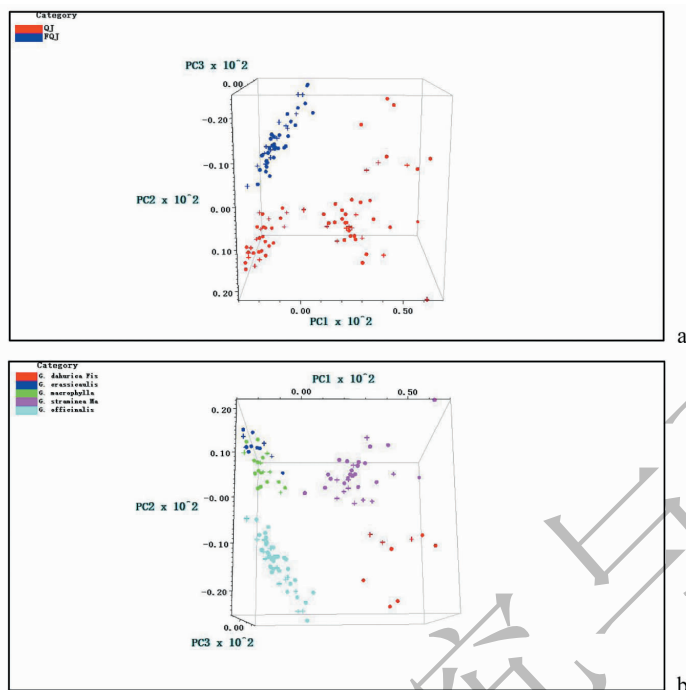 Category
QJ
FQJ
PC3 x 10^2
0.00
-0.20
-0.10
PC2 x 10^-2
0.00
0.10
0.20
0.00
0.50
PC1 x 10^-2
a
Category
G. dahurica Fis
G. crassicaulis
G. macrophylla
G. straminea Ma
G. officinalis
PC1 x 10^-2
0.00
0.50
0.20
0.10
PC2 x 10^-2
-0.00
-0.10
-0.20
0.00
PC3 x 10^-2
b